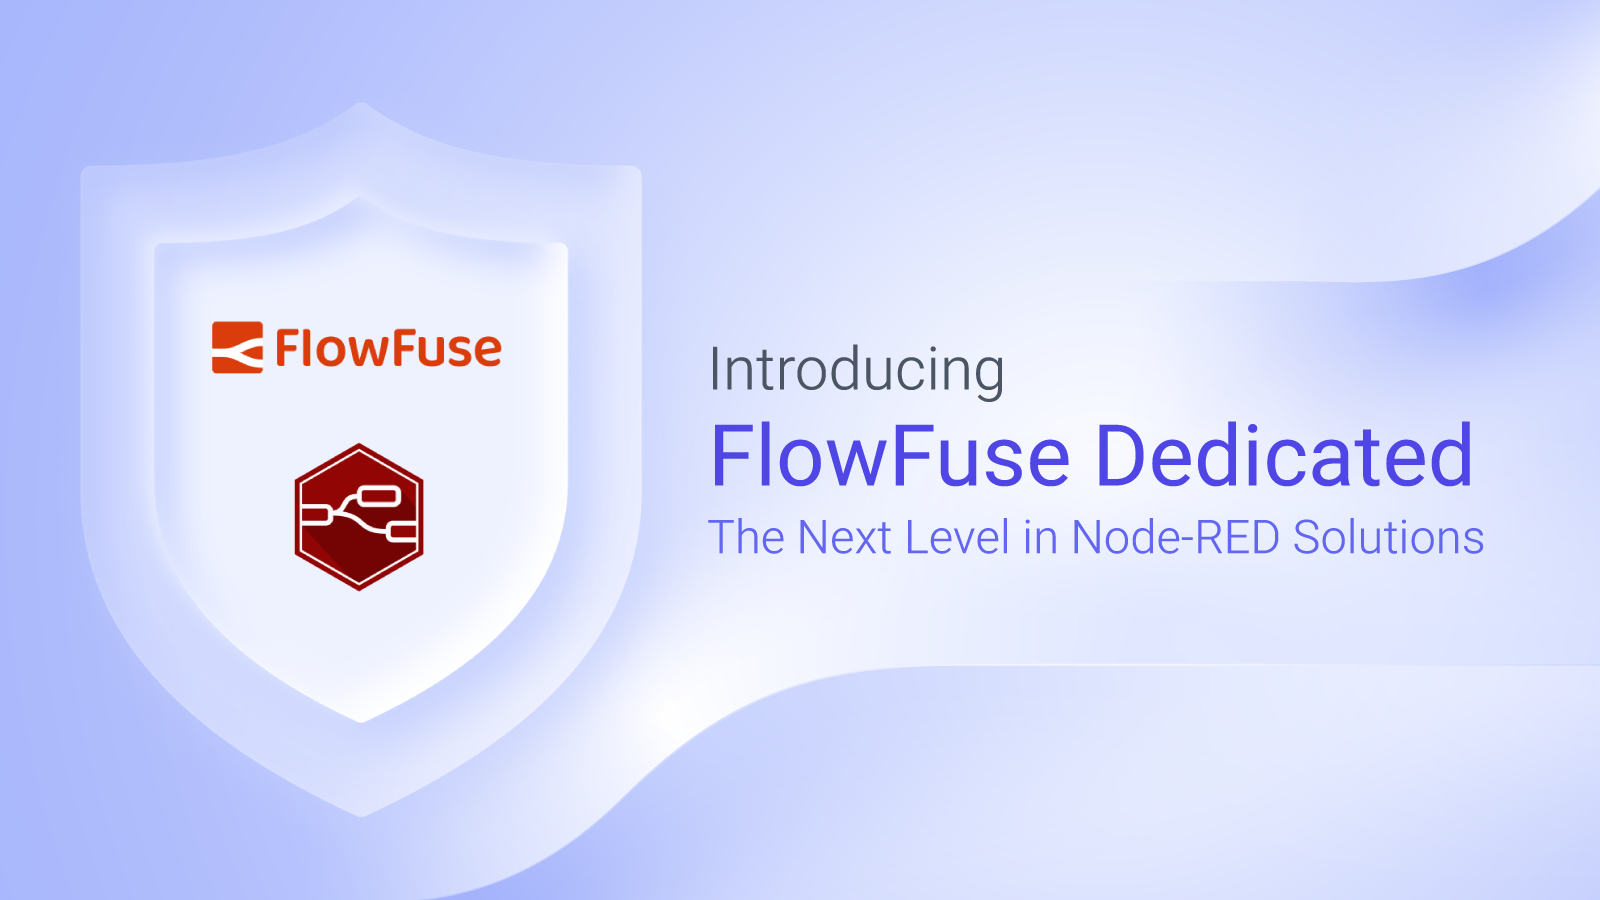 FlowFuse
Introducing
FlowFuse Dedicated
The Next Level in Node-RED Solutions